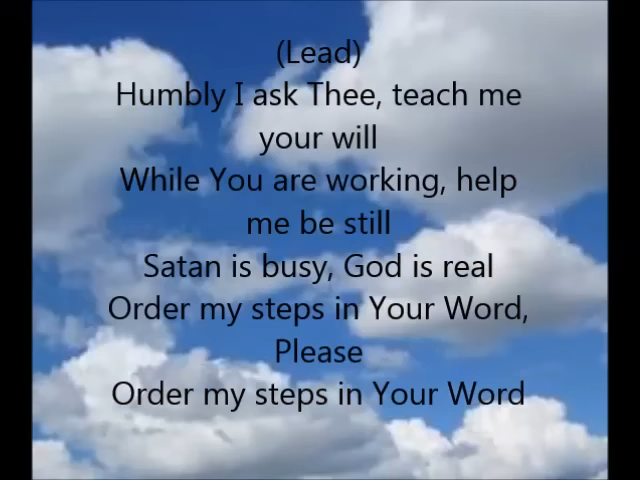 (Lead)
Humbly I ask Thee, teach me
your will
While You are working, help
me be still
Satan is busy, God is real
Order my steps in Your Word,
Please
Order my steps in Your Word